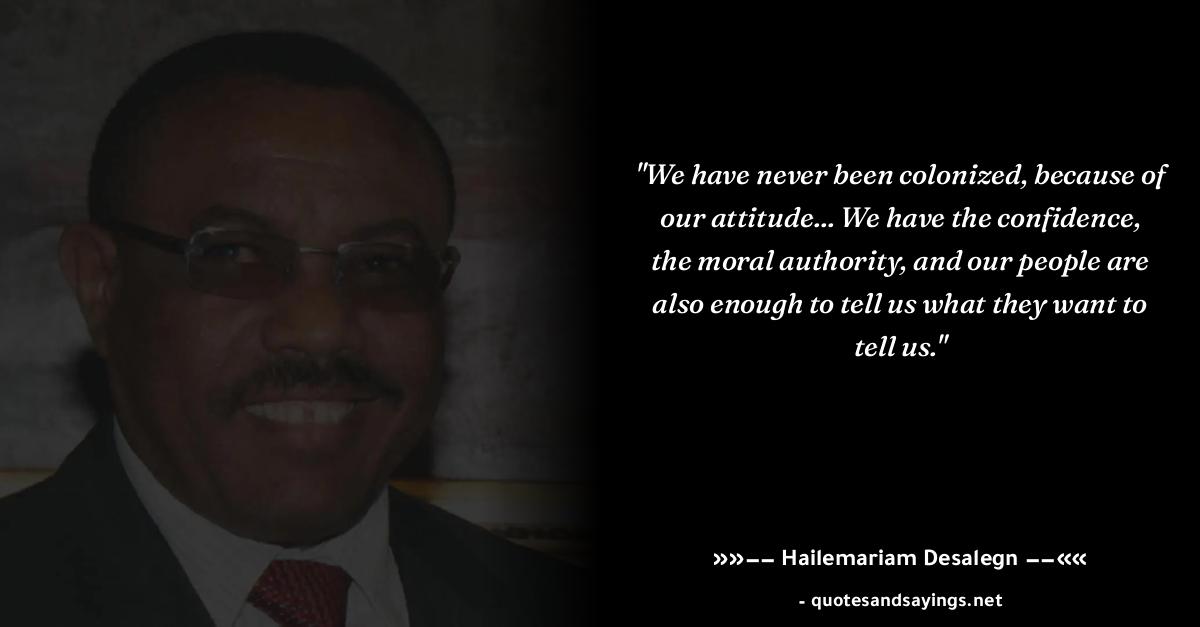 "We have never been colonized, because of
our attitude... We have the confidence,
the moral authority, and our people are
also enough to tell us what they want to
tell us."
»»−− Hailemariam Desalegn −−««
- quotesandsayings.net